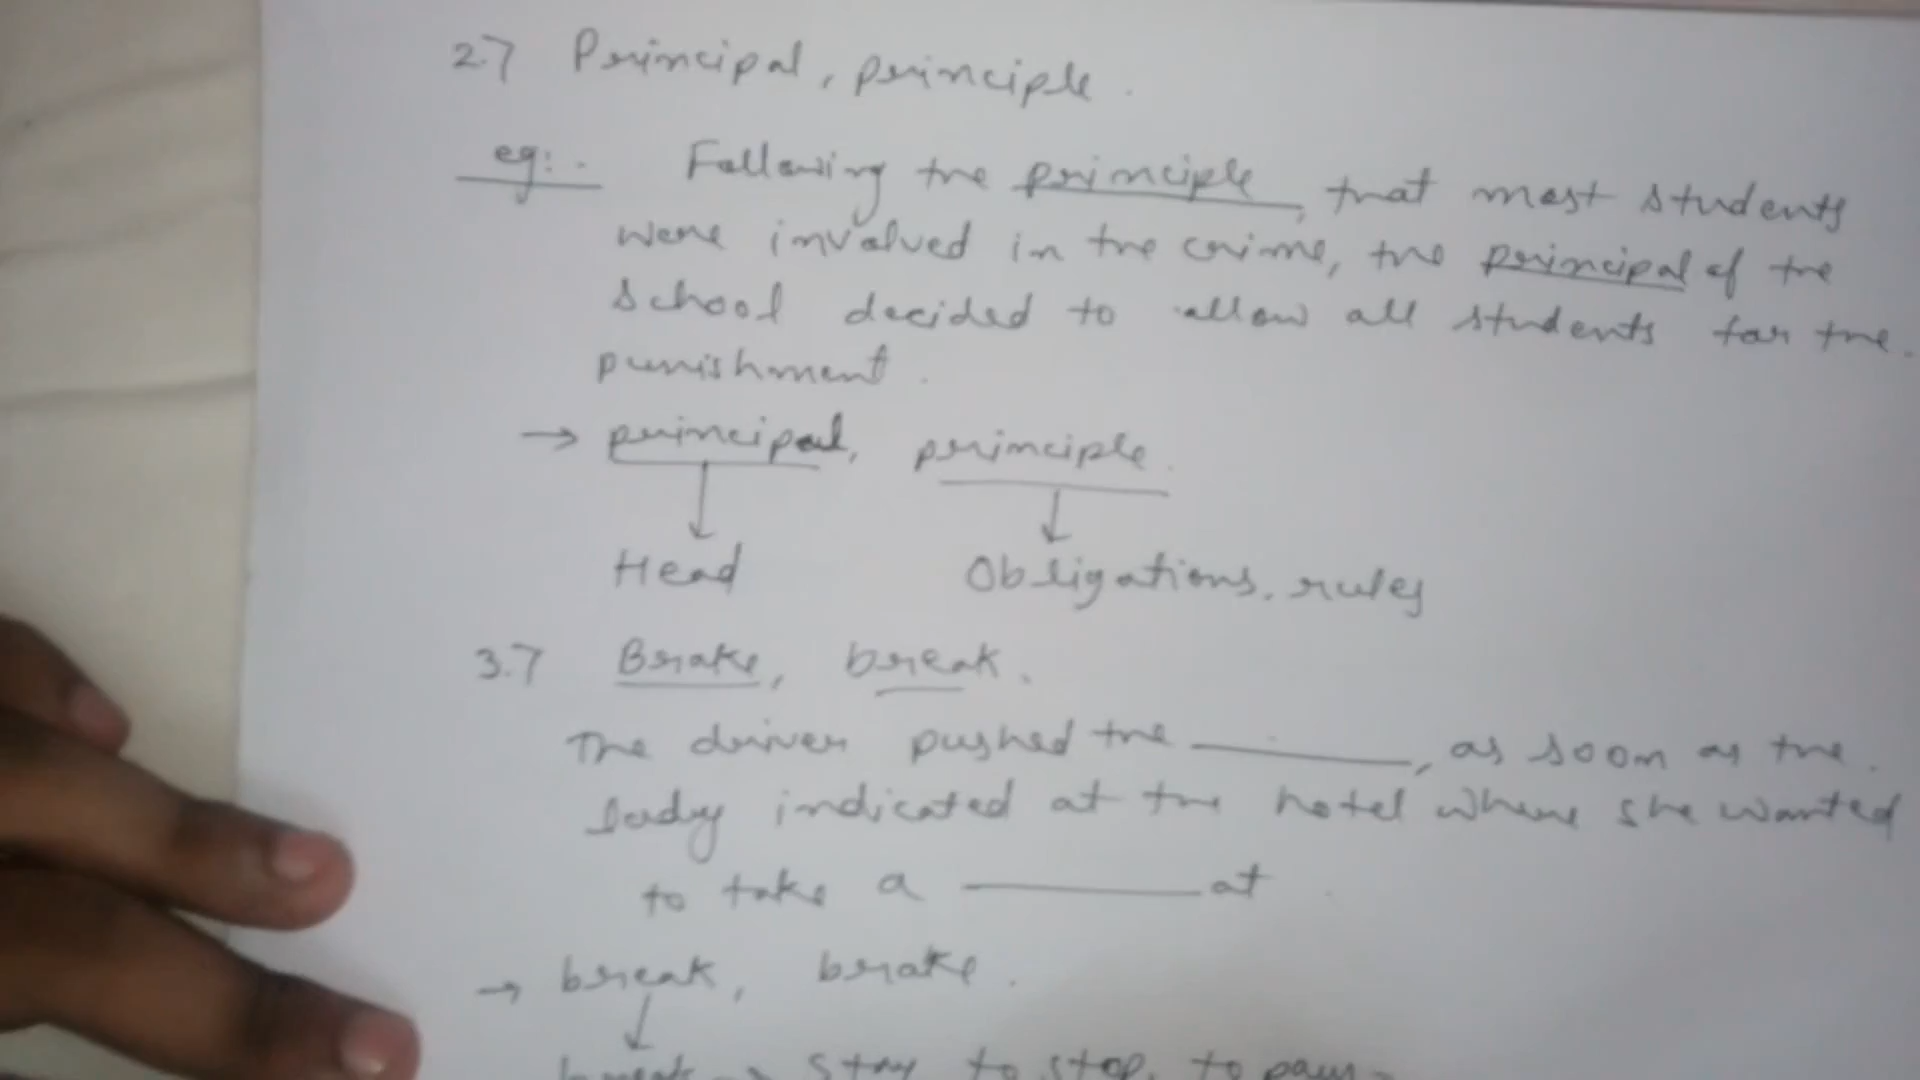 2.7 Principal, principle.
eg:. Following the principle, that most students
were involved in the crime, the principal of the
school decided to allow all students for the
punishment.
→ principal, principle.
↓ ↓
Head Obligations, rules
3.7 Brake, break.
The driver pushed the ________, as soon as the
lady indicated at the hotel where she wanted
to take a ________ at
→ break, brake.
↓
stay to stop, to